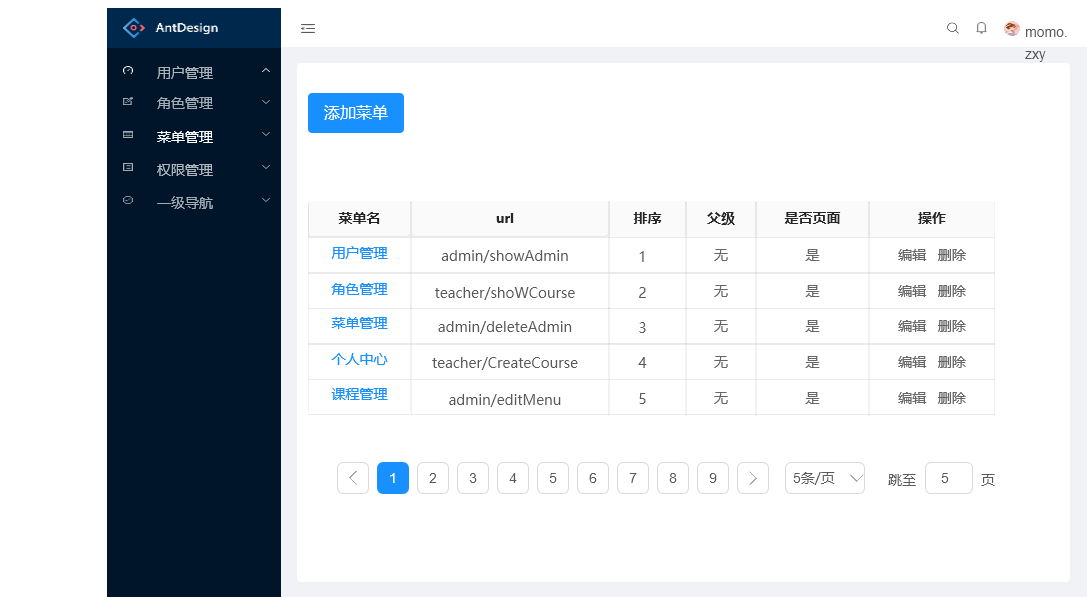 AntDesign
momo.
zxy
用户管理
角色管理
菜单管理
权限管理
一级导航
添加菜单
菜单名 url 排序 父级 是否页面 操作
用户管理 admin/showAdmin 1 无 是 编辑 删除
角色管理 teacher/shoWCourse 2 无 是 编辑 删除
菜单管理 admin/deleteAdmin 3 无 是 编辑 删除
个人中心 teacher/CreateCourse 4 无 是 编辑 删除
课程管理 admin/editMenu 5 无 是 编辑 删除
1 2 3 4 5 6 7 8 9 5条/页 跳至 5 页